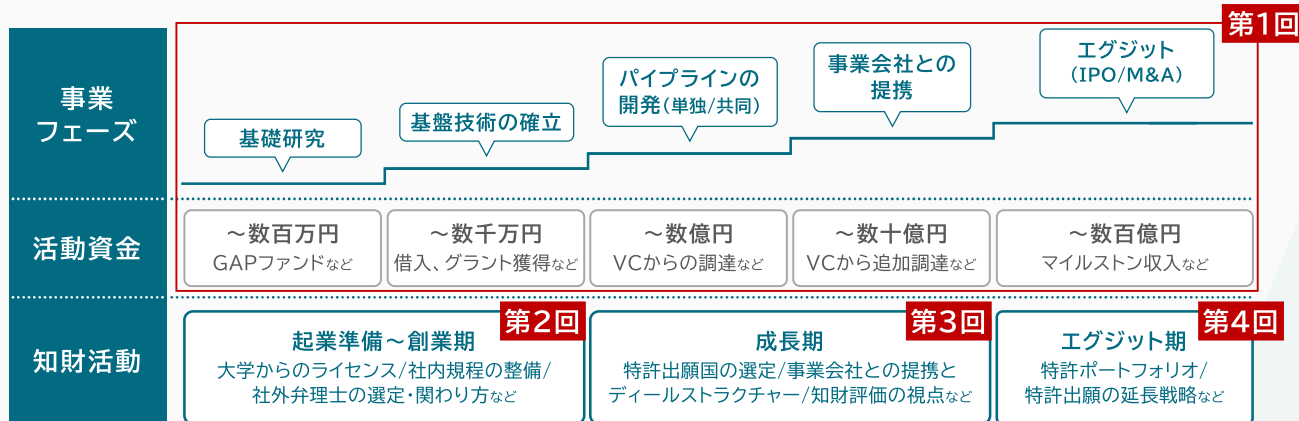 第1回
事業
フェーズ
基礎研究
基盤技術の確立
パイプラインの
開発(単独/共同)
事業会社との
提携
エグジット
(IPO/M&A)
活動資金
～数百万円
GAPファンドなど
～数千万円
借入、グラント獲得など
～数億円
VCからの調達など
～数十億円
VCから追加調達など
～数百億円
マイルストン収入など
知財活動
第2回
起業準備～創業期
大学からのライセンス/社内規程の整備/
社外弁理士の選定・関わり方など
第3回
成長期
特許出願国の選定/事業会社との提携と
ディールストラクチャー/知財評価の視点など
第4回
エグジット期
特許ポートフォリオ/
特許出願の延長戦略など